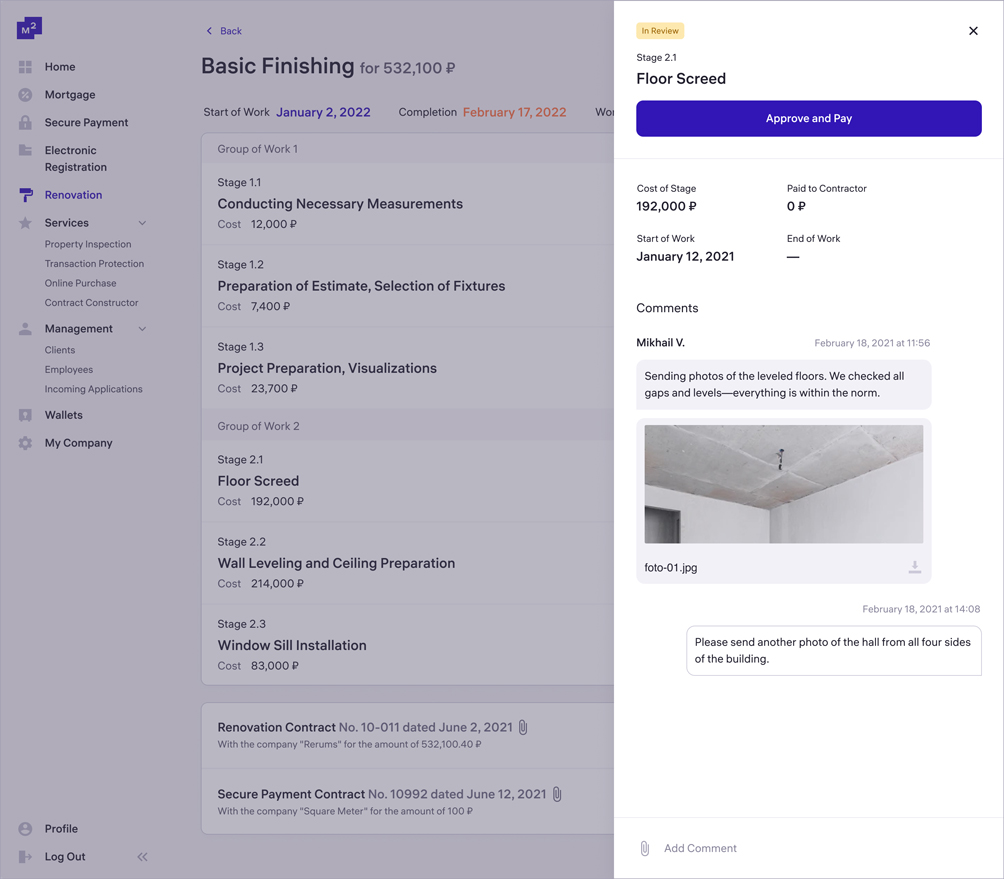 M²
Home
Mortgage
Secure Payment
Electronic
Registration
Renovation
Services
Property Inspection
Transaction Protection
Online Purchase
Contract Constructor
Management
Clients
Employees
Incoming Applications
Wallets
My Company
Profile
Log Out
Back
Basic Finishing for 532,100 ₽
Start of Work January 2, 2022 Completion February 17, 2022 Wor
Group of Work 1
Stage 1.1
Conducting Necessary Measurements
Cost 12,000 ₽
Stage 1.2
Preparation of Estimate, Selection of Fixtures
Cost 7,400 ₽
Stage 1.3
Project Preparation, Visualizations
Cost 23,700 ₽
Group of Work 2
Stage 2.1
Floor Screed
Cost 192,000 ₽
Stage 2.2
Wall Leveling and Ceiling Preparation
Cost 214,000 ₽
Stage 2.3
Window Sill Installation
Cost 83,000 ₽
Renovation Contract No. 10-011 dated June 2, 2021
With the company "Rerums" for the amount of 532,100.40 ₽
Secure Payment Contract No. 10992 dated June 12, 2021
With the company "Square Meter" for the amount of 100 ₽
In Review
Stage 2.1
Floor Screed
Approve and Pay
Cost of Stage Paid to Contractor
192,000 ₽ 0 ₽
Start of Work End of Work
January 12, 2021 —
Comments
Mikhail V. February 18, 2021 at 11:56
Sending photos of the leveled floors. We checked all
gaps and levels—everything is within the norm.
foto-01.jpg
February 18, 2021 at 14:08
Please send another photo of the hall from all four sides
of the building.
Add Comment